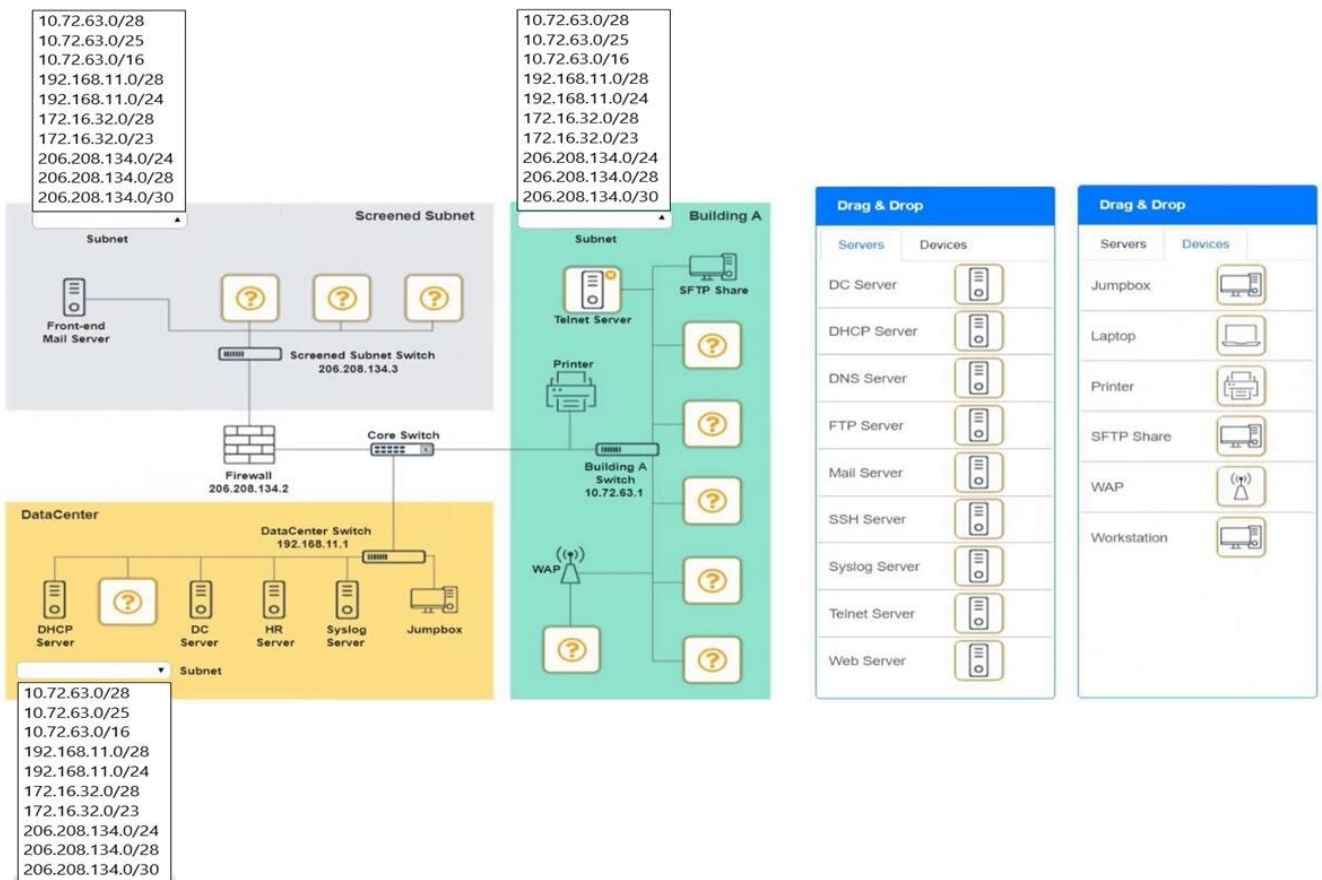 10.72.63.0/28
10.72.63.0/25
10.72.63.0/16
192.168.11.0/28
192.168.11.0/24
172.16.32.0/28
172.16.32.0/23
206.208.134.0/24
206.208.134.0/28
206.208.134.0/30
Screened Subnet
Subnet
?
?
?
Front-end
Mail Server
Screened Subnet Switch
206.208.134.3
Firewall
206.208.134.2
Core Switch
10.72.63.0/28
10.72.63.0/25
10.72.63.0/16
192.168.11.0/28
192.168.11.0/24
172.16.32.0/28
172.16.32.0/23
206.208.134.0/24
206.208.134.0/28
206.208.134.0/30
Building A
Subnet
Telnet Server
SFTP Share
?
Printer
?
Building A
Switch
10.72.63.1
?
WAP
?
?
?
DataCenter
DataCenter Switch
192.168.11.1
DHCP
Server
?
DC
Server
HR
Server
Syslog
Server
Jumpbox
Subnet
10.72.63.0/28
10.72.63.0/25
10.72.63.0/16
192.168.11.0/28
192.168.11.0/24
172.16.32.0/28
172.16.32.0/23
206.208.134.0/24
206.208.134.0/28
206.208.134.0/30
Drag & Drop
Servers Devices
DC Server
DHCP Server
DNS Server
FTP Server
Mail Server
SSH Server
Syslog Server
Telnet Server
Web Server
Drag & Drop
Servers Devices
Jumpbox
Laptop
Printer
SFTP Share
WAP
Workstation